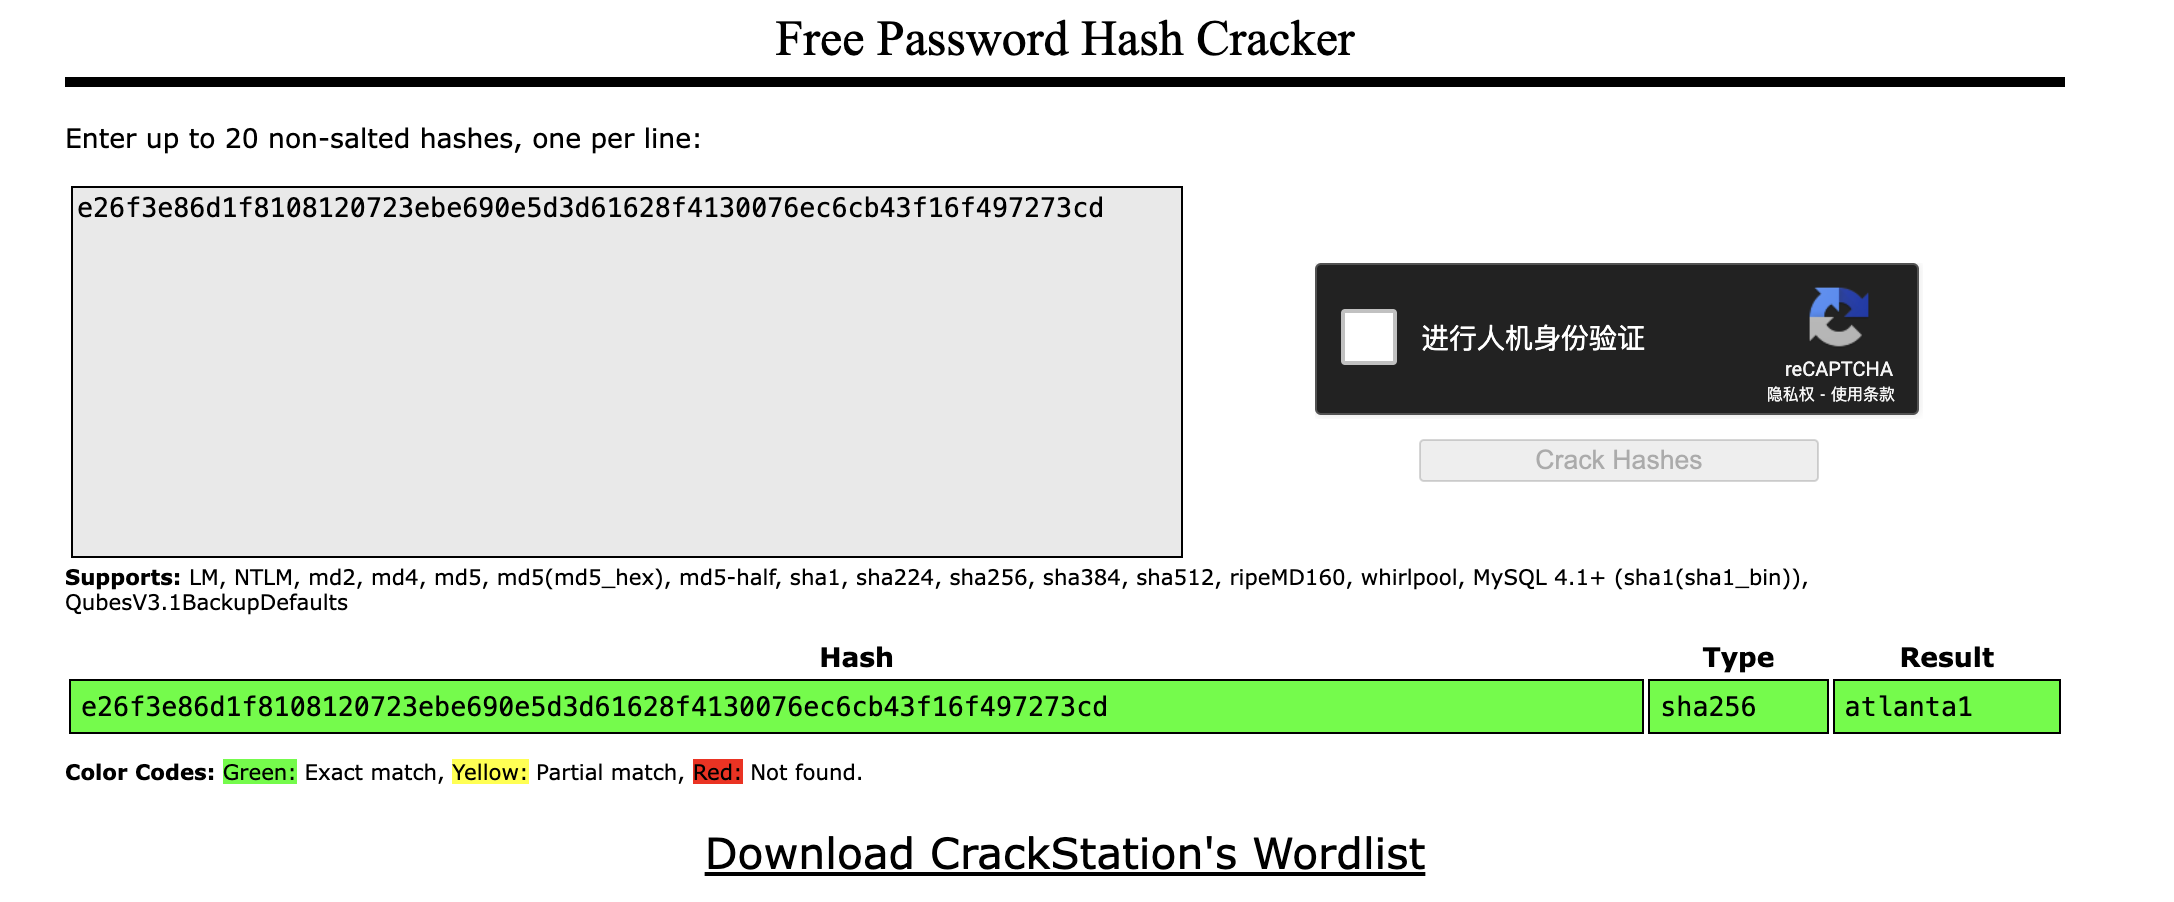 Free Password Hash Cracker
Enter up to 20 non-salted hashes, one per line:
e26f3e86d1f8108120723ebe690e5d3d61628f4130076ec6cb43f16f497273cd
进行人机身份验证
reCAPTCHA
隐私权 - 使用条款
Crack Hashes
Supports: LM, NTLM, md2, md4, md5, md5(md5_hex), md5-half, sha1, sha224, sha256, sha384, sha512, ripeMD160, whirlpool, MySQL 4.1+ (sha1(sha1_bin)),
QubesV3.1BackupDefaults
Hash Type Result
e26f3e86d1f8108120723ebe690e5d3d61628f4130076ec6cb43f16f497273cd sha256 atlanta1
Color Codes: Green: Exact match, Yellow: Partial match, Red: Not found.
Download CrackStation's Wordlist